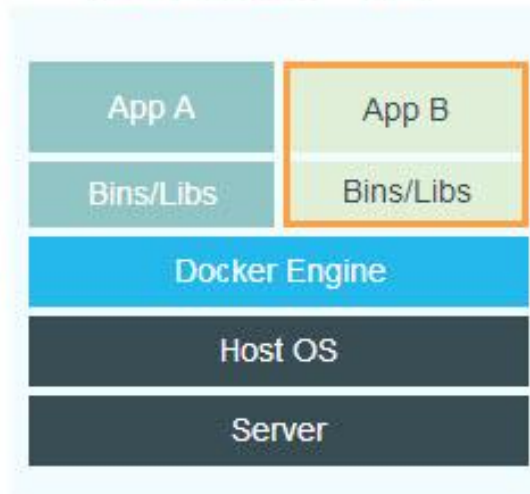 App A
App B
Bins/Libs
Bins/Libs
Docker Engine
Host OS
Server